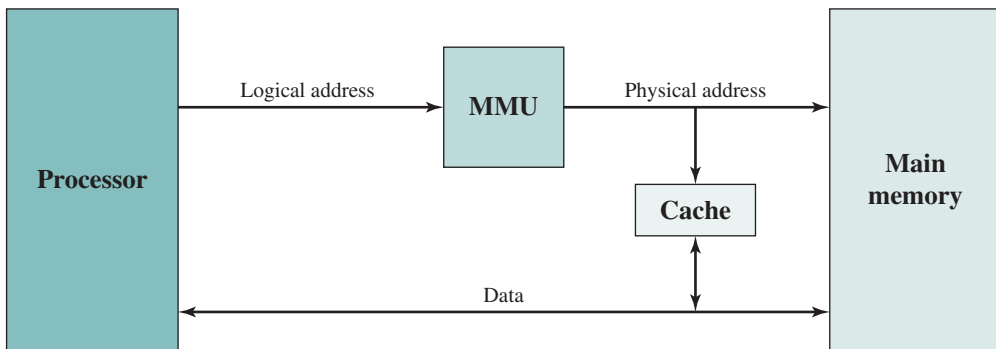 Processor
Logical address
MMU
Physical address
Cache
Main
memory
Data